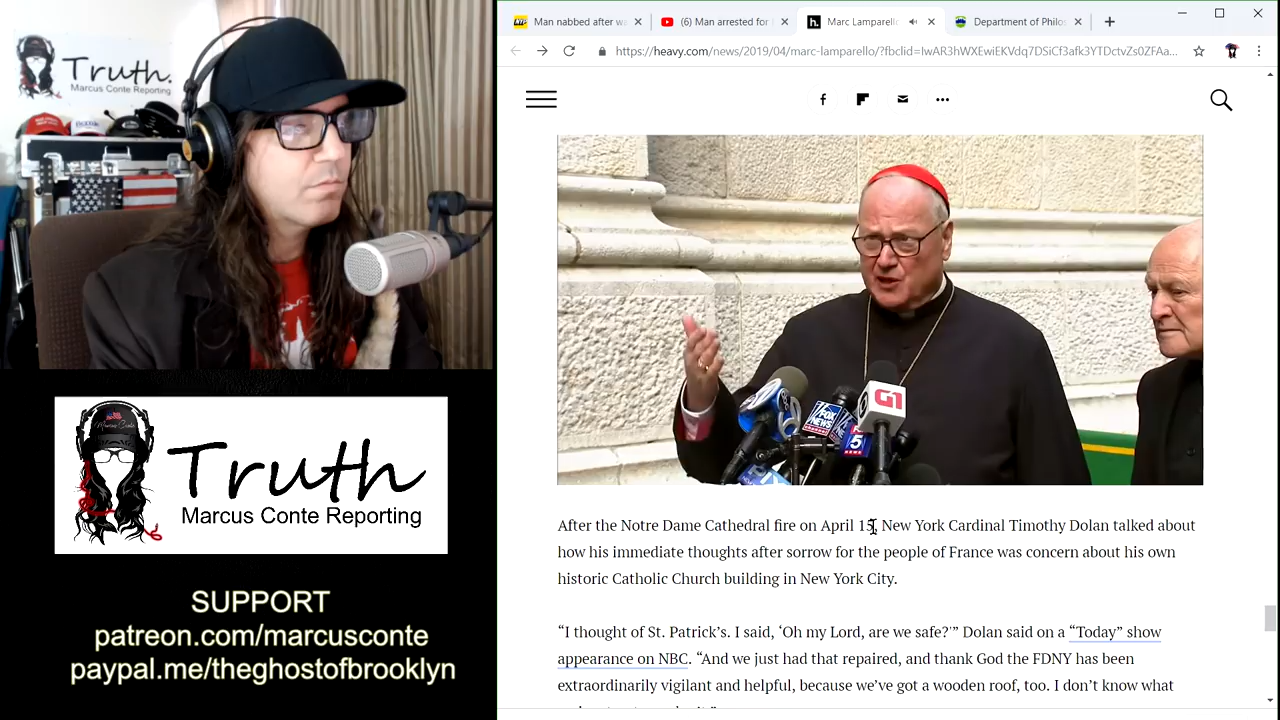 Man nabbed after w
(6) Man arrested for
Marc Lamparell
Department of Philos
https://heavy.com/news/2019/04/marc-lamparello/?fbclid=IwAR3hWXEwiEKVdq7DSiCf3afk3YTDctvZs0ZFAa...
Truth.
Marcus Conte Reporting
FOX
NEWS
G1
5
After the Notre Dame Cathedral fire on April 15, New York Cardinal Timothy Dolan talked about
how his immediate thoughts after sorrow for the people of France was concern about his own
historic Catholic Church building in New York City.
“I thought of St. Patrick’s. I said, ‘Oh my Lord, are we safe?'” Dolan said on a “Today” show
appearance on NBC. “And we just had that repaired, and thank God the FDNY has been
extraordinarily vigilant and helpful, because we’ve got a wooden roof, too. I don’t know what
Truth
Marcus Conte Reporting
SUPPORT
patreon.com/marcusconte
paypal.me/theghostofbrooklyn